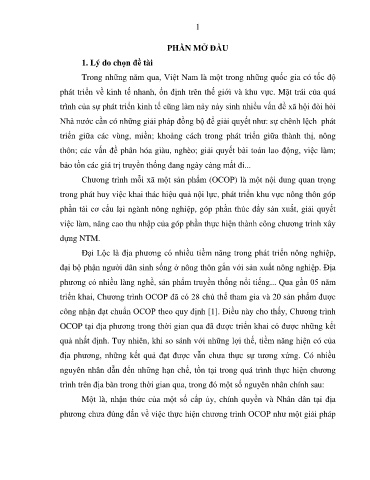 1
PHẦN MỞ ĐẦU
1. Lý do chọn đề tài
Trong những năm qua, Việt Nam là một trong những quốc gia có tốc độ
phát triển về kinh tế nhanh, ổn định trên thế giới và khu vực. Mặt trái của quá
trình của sự phát triển kinh tế cũng làm nảy nảy sinh nhiều vấn đề xã hội đòi hỏi
Nhà nước cần có những giải pháp đồng bộ để giải quyết như: sự chênh lệch phát
triển giữa các vùng, miền; khoảng cách trong phát triển giữa thành thị, nông
thôn; các vấn đề phân hóa giàu, nghèo; giải quyết bài toán lao động, việc làm;
bảo tồn các giá trị truyền thống đang ngày càng mất đi...
Chương trình mỗi xã một sản phẩm (OCOP) là một nội dung quan trọng
trong phát huy việc khai thác hiệu quả nội lực, phát triển khu vực nông thôn góp
phần tái cơ cấu lại ngành nông nghiệp, góp phần thúc đẩy sản xuất, giải quyết
việc làm, nâng cao thu nhập của góp phần thực hiện thành công chương trình xây
dựng NTM.
Đại Lộc là địa phương có nhiều tiềm năng trong phát triển nông nghiệp,
đại bộ phận người dân sinh sống ở nông thôn gắn với sản xuất nông nghiệp. Địa
phương có nhiều làng nghề, sản phẩm truyền thống nổi tiếng... Qua gần 05 năm
triển khai, Chương trình OCOP đã có 28 chủ thể tham gia và 20 sản phẩm được
công nhận đạt chuẩn OCOP theo quy định [1]. Điều này cho thấy, Chương trình
OCOP tại địa phương trong thời gian qua đã được triển khai có được những kết
quả nhất định. Tuy nhiên, khi so sánh với những lợi thế, tiềm năng hiện có của
địa phương, những kết quả đạt được vẫn chưa thực sự tương xứng. Có nhiều
nguyên nhân dẫn đến những hạn chế, tồn tại trong quá trình thực hiện chương
trình trên địa bàn trong thời gian qua, trong đó một số nguyên nhân chính sau:
Một là, nhận thức của một số cấp ủy, chính quyền và Nhân dân tại địa
phương chưa đúng đắn về việc thực hiện chương trình OCOP như một giải pháp